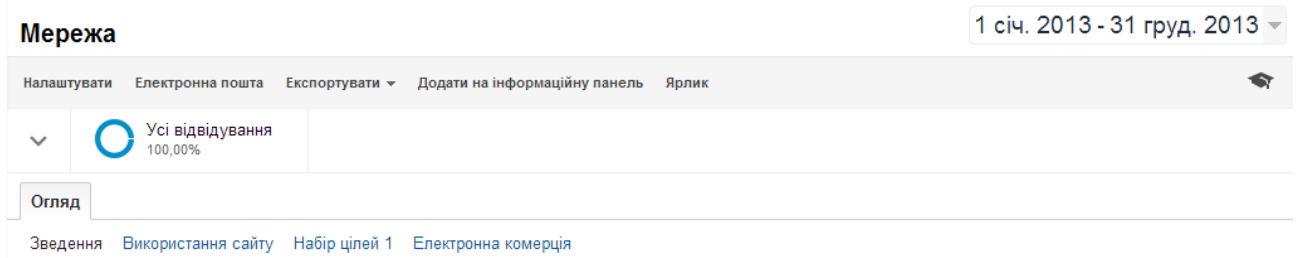 Мережа
1 січ. 2013 - 31 груд. 2013
Налаштувати Електронна пошта Експортувати Додати на інформаційну панель Ярлик
Усі відвідування
100,00%
Огляд
Зведення Використання сайту Набір цілей 1 Електронна комерція